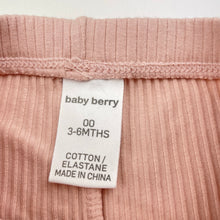 baby berry
00
3-6MTHS
COTTON /
ELASTANE
MADE IN CHINA